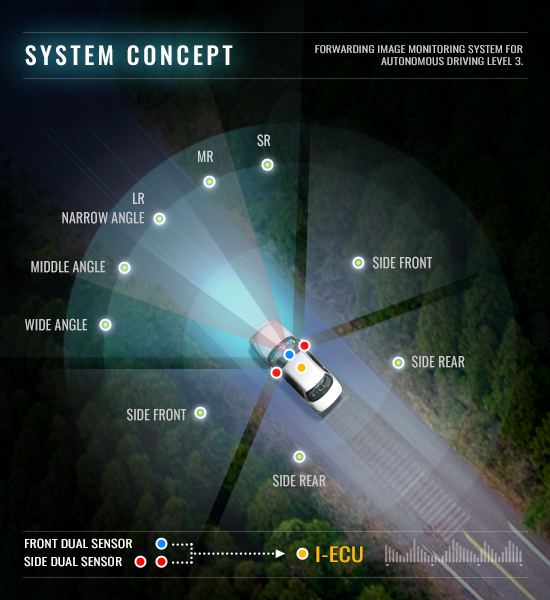 SYSTEM CONCEPT
FORWARDING IMAGE MONITORING SYSTEM FOR
AUTONOMOUS DRIVING LEVEL 3.
SR
MR
LR
NARROW ANGLE
MIDDLE ANGLE
SIDE FRONT
WIDE ANGLE
SIDE REAR
SIDE FRONT
SIDE REAR
FRONT DUAL SENSOR
SIDE DUAL SENSOR
I-ECU